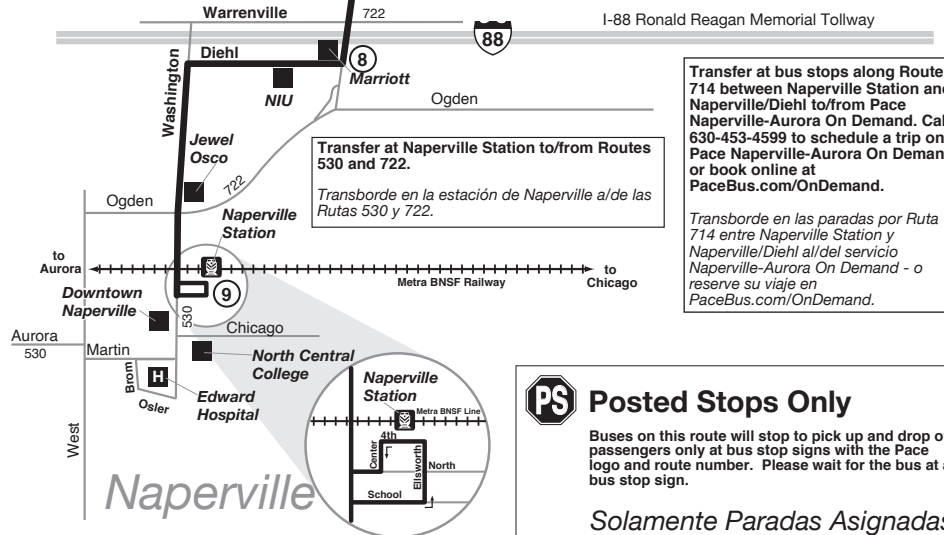 Warrenville
722
I-88 Ronald Reagan Memorial Tollway
88
Diehl
8
Marriott
Washington
NIU
Ogden
Transfer at bus stops along Route
714 between Naperville Station and
Naperville/Diehl to/from Pace
Naperville-Aurora On Demand. Call
630-453-4599 to schedule a trip on
Pace Naperville-Aurora On Demand
or book online at
PaceBus.com/OnDemand.
Transborde en las paradas por Ruta
714 entre Naperville Station y
Naperville/Diehl al/del servicio
Naperville-Aurora On Demand - o
reserve su viaje en
PaceBus.com/OnDemand.
Jewel
Osco
722
Transfer at Naperville Station to/from Routes
530 and 722.
Transborde en la estación de Naperville a/de las
Rutas 530 y 722.
Ogden
Naperville
Station
to
Aurora
Metra BNSF Railway
to
Chicago
9
Downtown
Naperville
530
Chicago
Aurora
530
Martin
North Central
College
Brom
H
Edward
Hospital
Osler
West
Naperville
Naperville
Station
Metra BNSF Line
4th
Center
Ellsworth
North
School
PS
Posted Stops Only
Buses on this route will stop to pick up and drop
passengers only at bus stop signs with the Pace
logo and route number. Please wait for the bus at
bus stop sign.
Solamente Paradas Asignadas